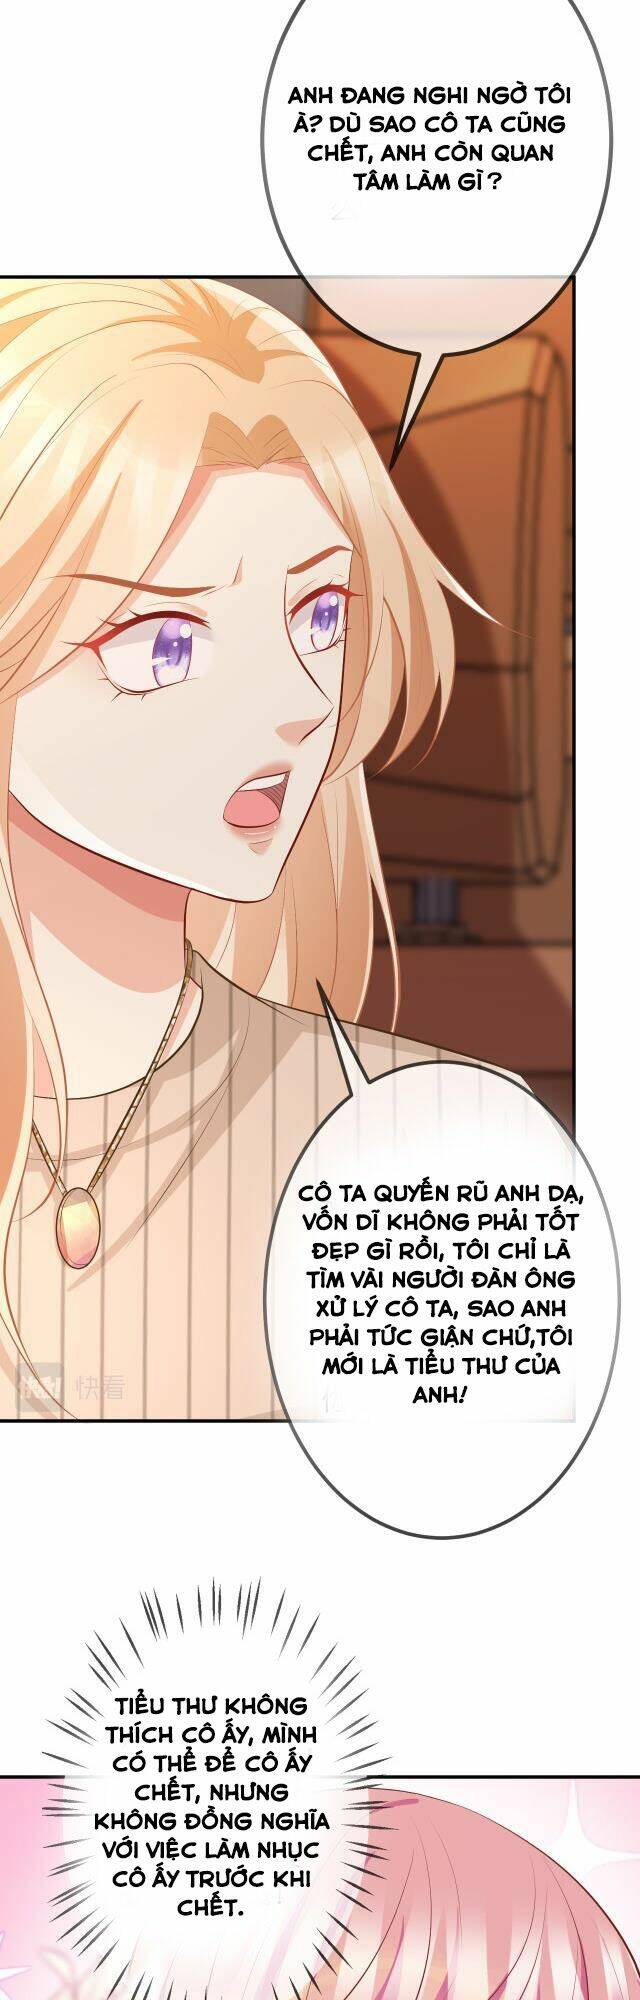 ANH ĐANG NGHI NGỜ TÔI
À? DÙ SAO CÔ TA CŨNG
CHẾT, ANH CÒN QUAN
TÂM LÀM GÌ?
CÔ TA QUYẾN RŨ ANH DẠ,
VỐN DĨ KHÔNG PHẢI TỐT
ĐẸP GÌ RỒI, TÔI CHỈ LÀ
TÌM VÀI NGƯỜI ĐÀN ÔNG
XỬ LÝ CÔ TA, SAO ANH
PHẢI TỨC GIẬN CHỨ,TÔI
MỚI LÀ TIỂU THƯ CỦA
ANH!
快看
TIỂU THƯ KHÔNG
THÍCH CÔ ẤY, MÌNH
CÓ THỂ ĐỂ CÔ ẤY
CHẾT, NHƯNG
KHÔNG ĐỒNG NGHĨA
VỚI VIỆC LÀM NHỤC
CÔ ẤY TRƯỚC KHI
CHẾT.